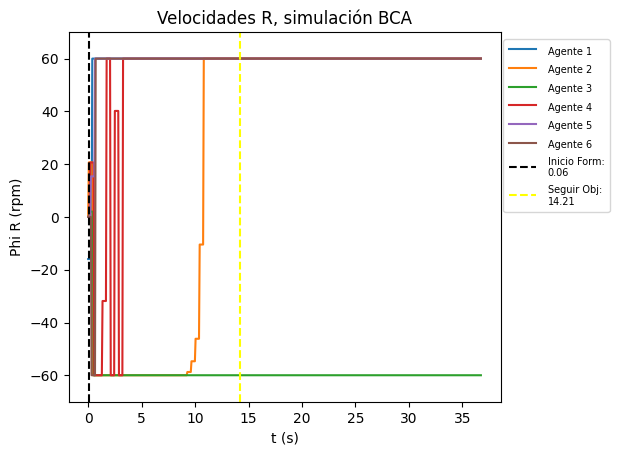 Velocidades R, simulación BCA
Phi R (rpm)
60
40
20
0
−20
−40
−60
0
5
10
15
20
25
30
35
t (s)
Agente 1
Agente 2
Agente 3
Agente 4
Agente 5
Agente 6
Inicio Form:
0.06
Seguir Obj:
14.21